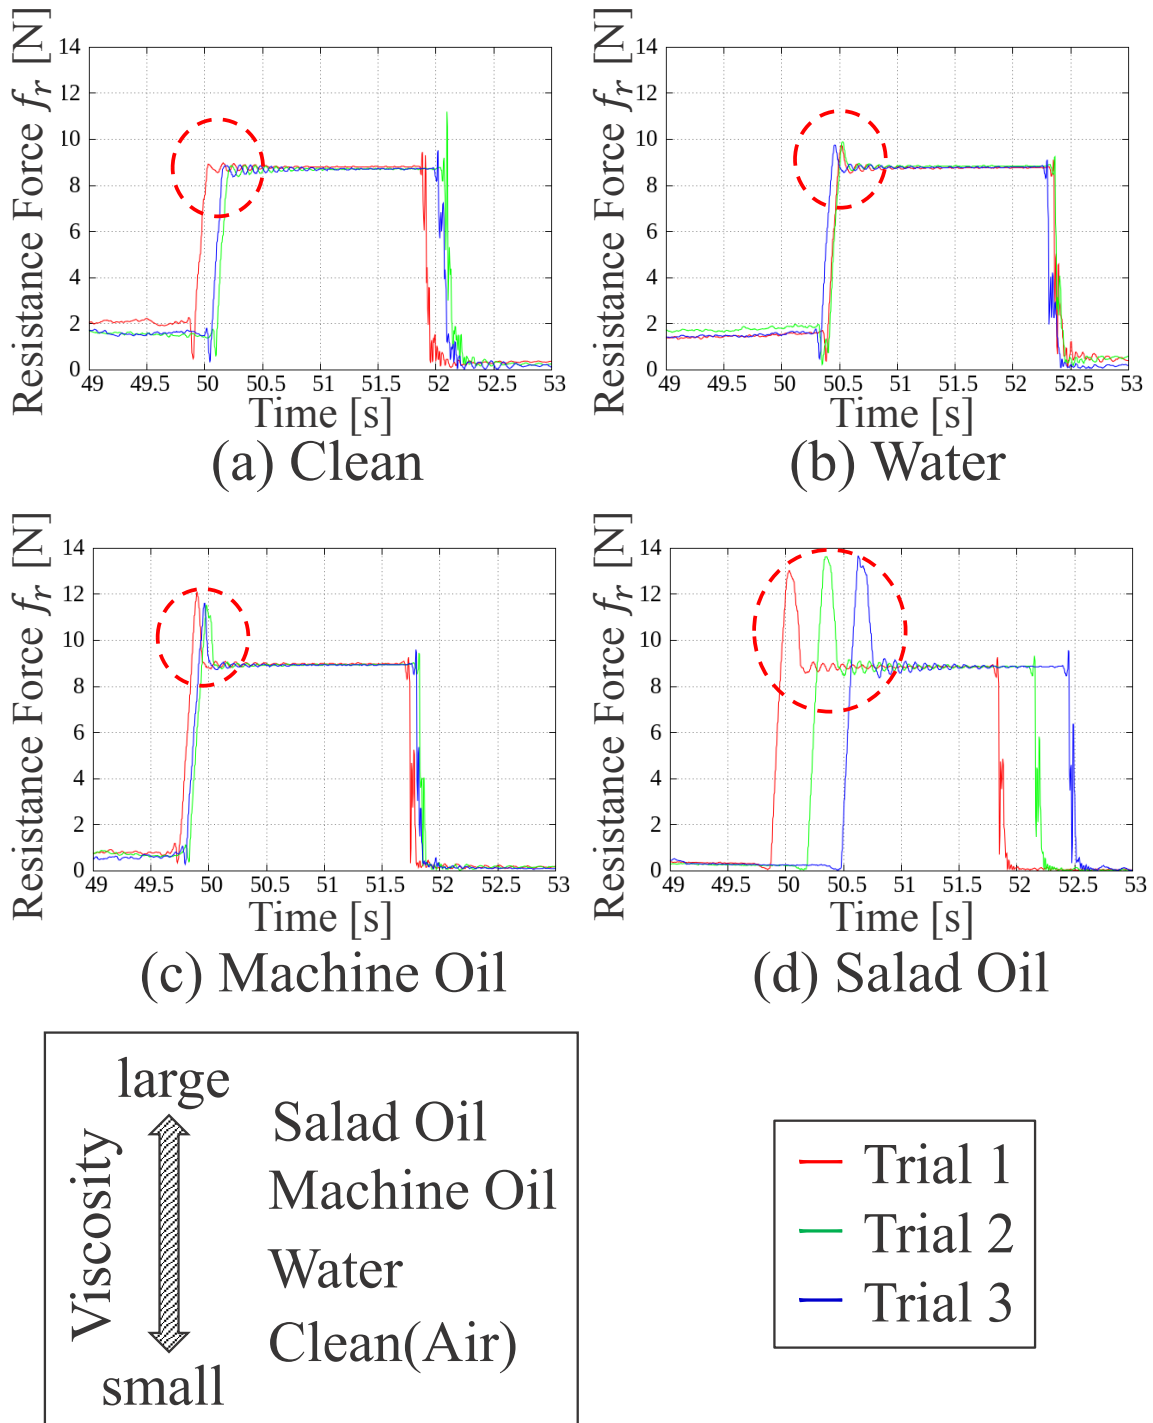 Resistance Force fr [N]
14
12
10
8
6
4
2
0
49 49.5 50 50.5 51 51.5 52 52.5 53
Time [s]
(a) Clean
Resistance Force fr [N]
14
12
10
8
6
4
2
0
49 49.5 50 50.5 51 51.5 52 52.5 53
Time [s]
(b) Water
Resistance Force fr [N]
14
12
10
8
6
4
2
0
49 49.5 50 50.5 51 51.5 52 52.5 53
Time [s]
(c) Machine Oil
Resistance Force fr [N]
14
12
10
8
6
4
2
0
49 49.5 50 50.5 51 51.5 52 52.5 53
Time [s]
(d) Salad Oil
Viscosity
large
small
Salad Oil
Machine Oil
Water
Clean(Air)
Trial 1
Trial 2
Trial 3